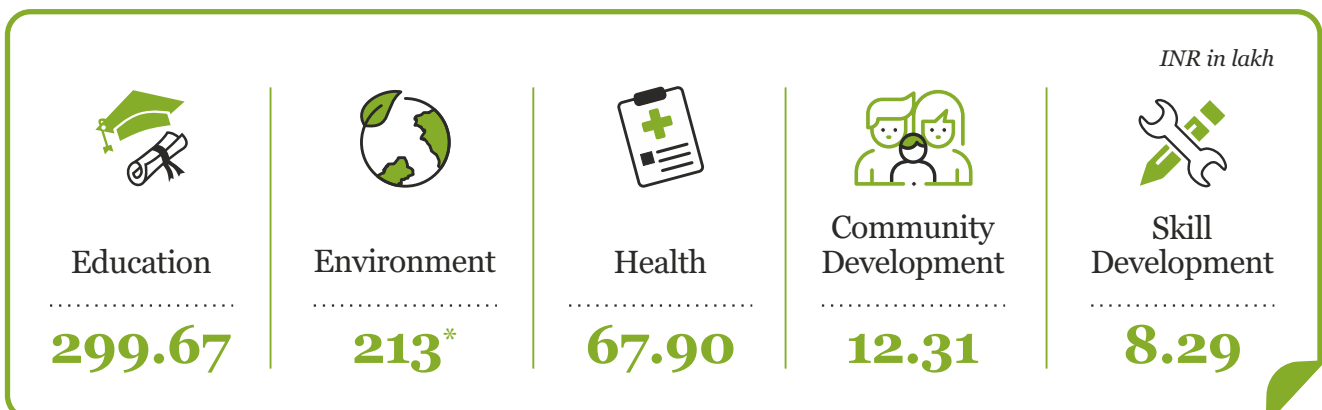 INR in lakh
Education
299.67
Environment
213*
Health
67.90
Community
Development
12.31
Skill
Development
8.29